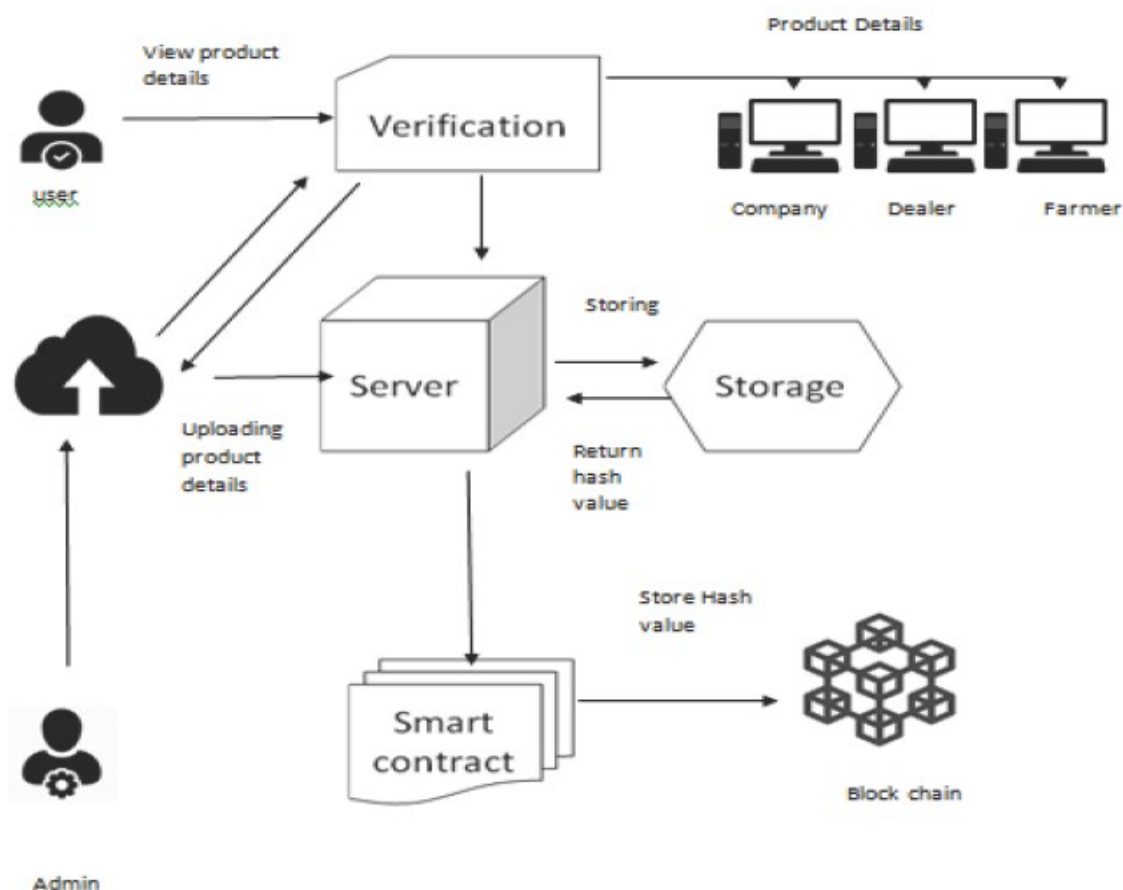 Product Details
View product
details
Verification
user
Company
Dealer
Farmer
Storing
Server
Storage
Uploading
product
details
Return
hash
value
Store Hash
value
Smart
contract
Block chain
Admin